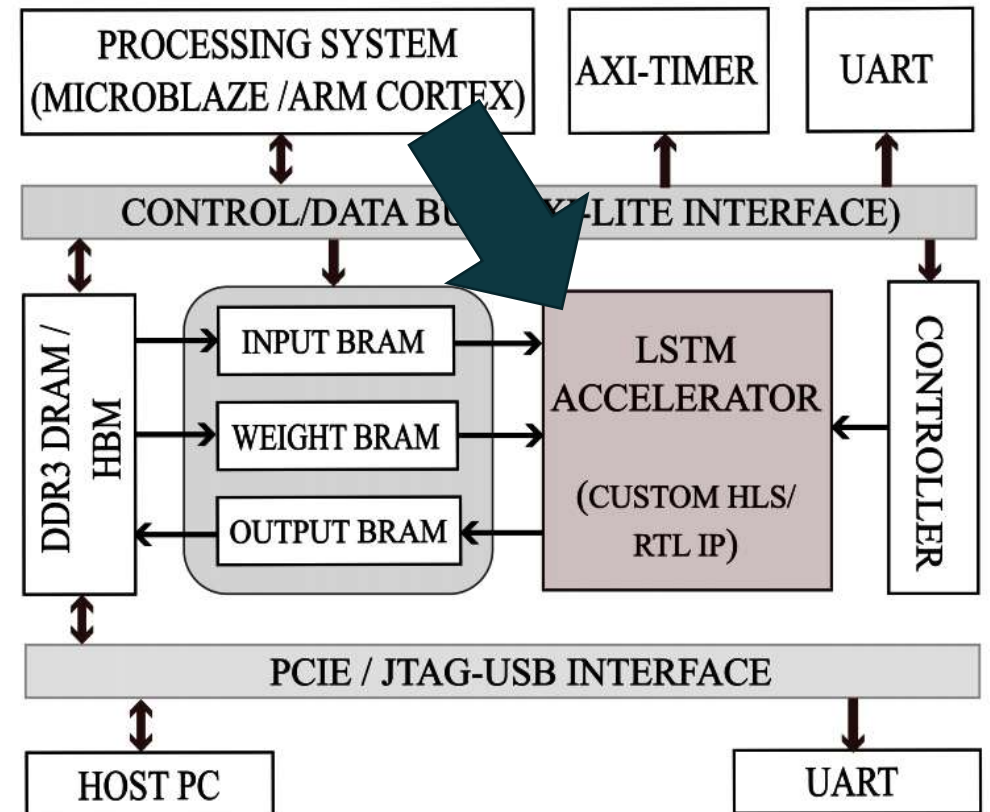 PROCESSING SYSTEM
(MICROBLAZE /ARM CORTEX)
AXI-TIMER
UART
CONTROL/DATA LITE INTERFACE)
DDR3 DRAM /
HBM
INPUT BRAM
WEIGHT BRAM
OUTPUT BRAM
LSTM
ACCELERATOR
(CUSTOM HLS/
RTL IP)
CONTROLLER
PCIE / JTAG-USB INTERFACE
HOST PC
UART